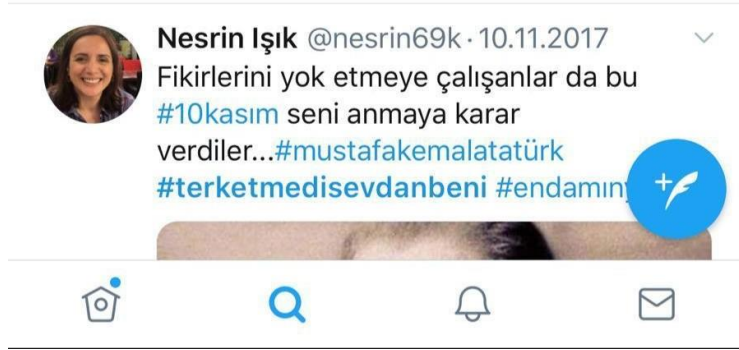 Nesrin Işık @nesrin69k · 10.11.2017
Fikirlerini yok etmeye çalışanlar da bu
#10kasım seni anmaya karar
verdiler...#mustafakemalatatürk
#terketmedisevdanbeni